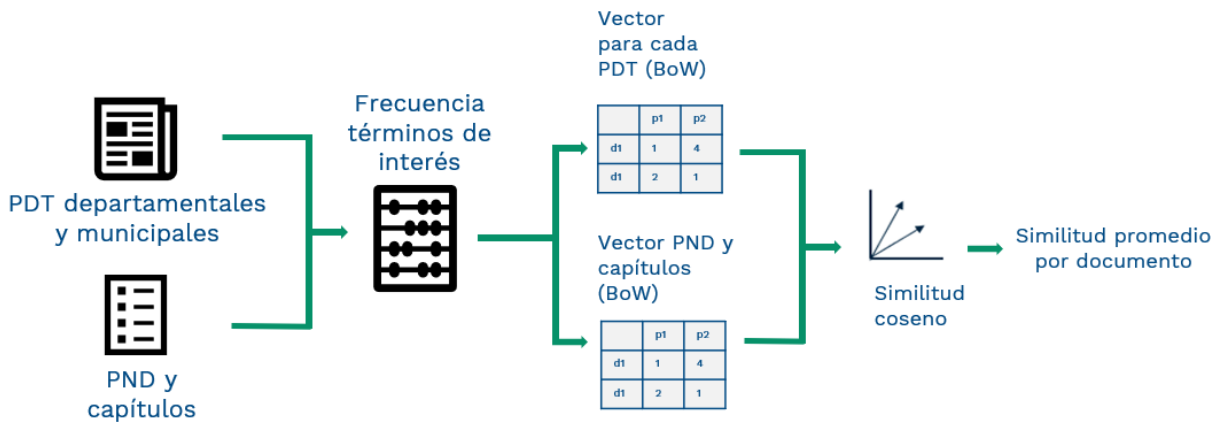 PDT departamentales
y municipales
PND y
capítulos
Frecuencia
términos de
interés
Vector
para cada
PDT (BoW)
p1 p2
d1 1 4
d1 2 1
Vector PND y
capítulos
(BoW)
p1 p2
d1 1 4
d1 2 1
Similitud
coseno
Similitud promedio
por documento